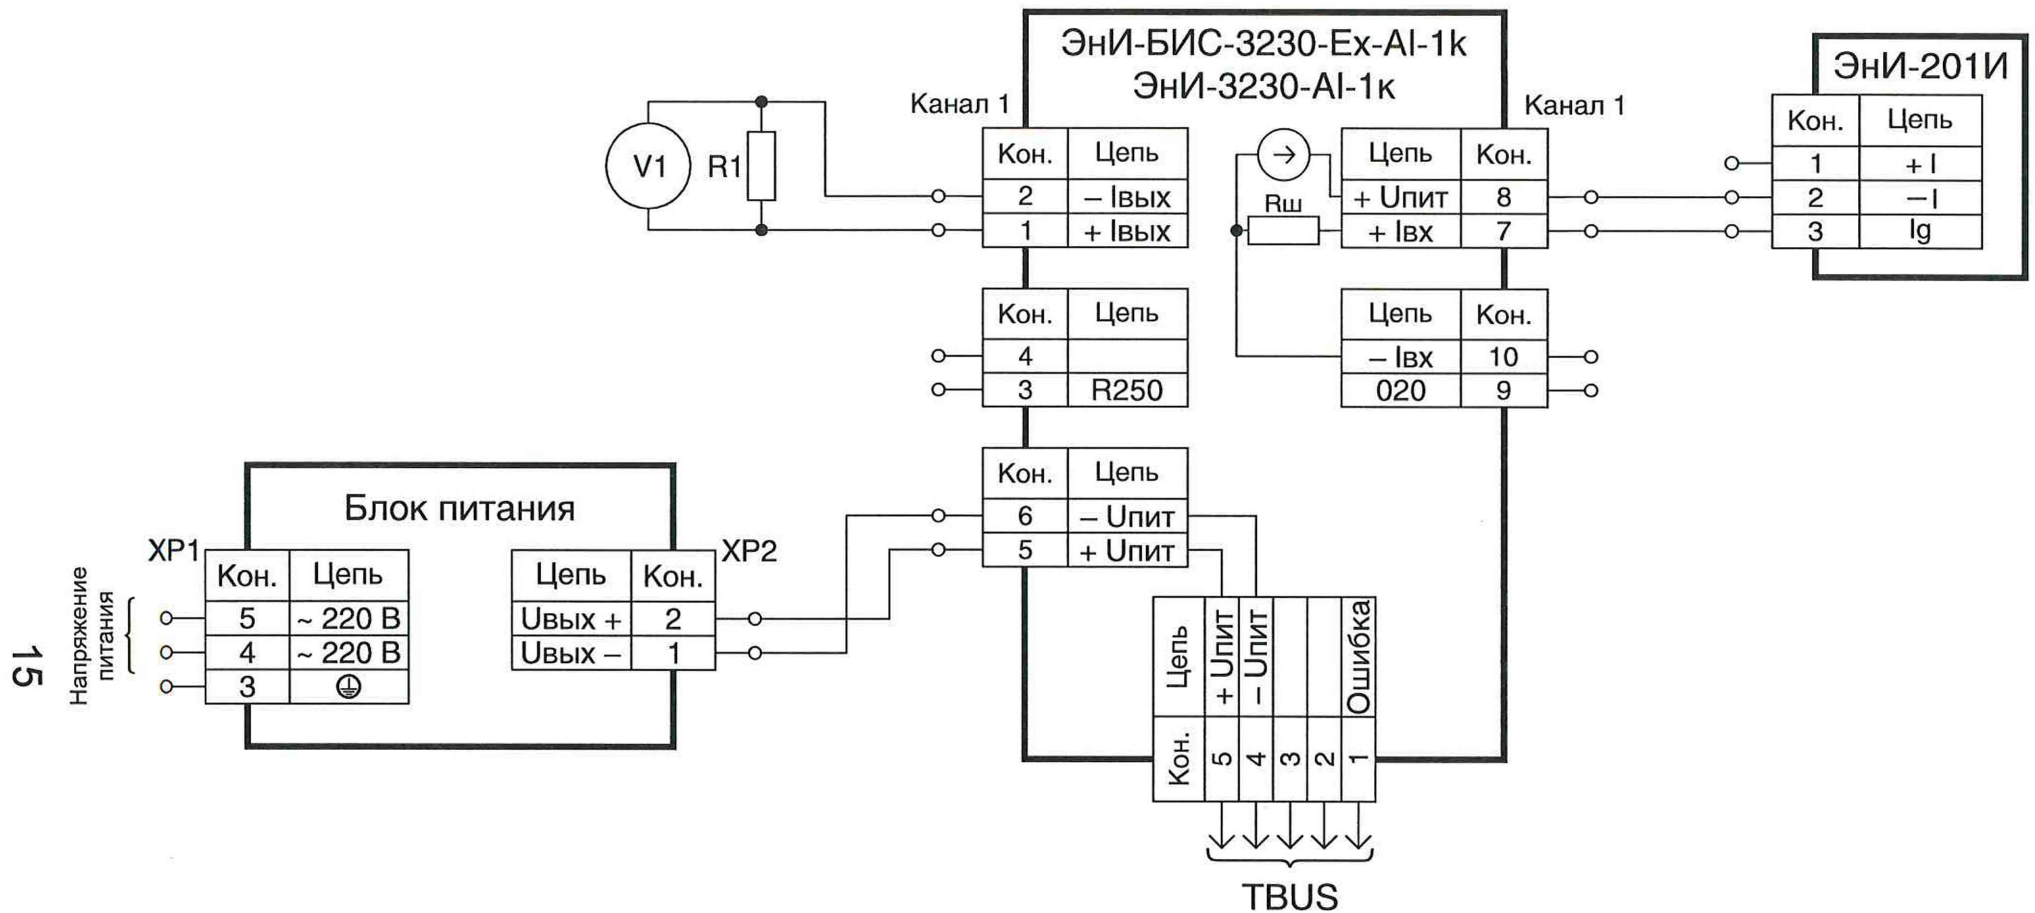 ЭнИ-БИС-3230-Ex-AI-1k
ЭнИ-3230-AI-1к
Канал 1
Кон. Цепь
2 – Iвых
1 + Iвых
V1
R1
Кон. Цепь
4
3 R250
Rш
Канал 1
Цепь Кон.
+ Uпит 8
+ Iвх 7
Цепь Кон.
– Iвх 10
020 9
ЭнИ-201И
Кон. Цепь
1 + I
2 – I
3 Ig
Кон. Цепь
6 – Uпит
5 + Uпит
Блок питания
XP1
Кон. Цепь
5 ~ 220 В
4 ~ 220 В
3
Напряжение
питания
XP2
Цепь Кон.
Uвых + 2
Uвых – 1
Цепь + Uпит – Uпит Ошибка
Кон. 5 4 3 2 1
TBUS
15